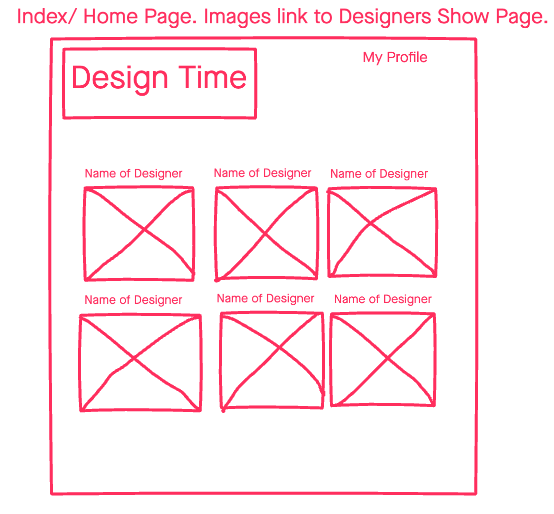 Index/ Home Page. Images link to Designers Show Page.
Design Time
My Profile
Name of Designer
Name of Designer
Name of Designer
Name of Designer
Name of Designer
Name of Designer